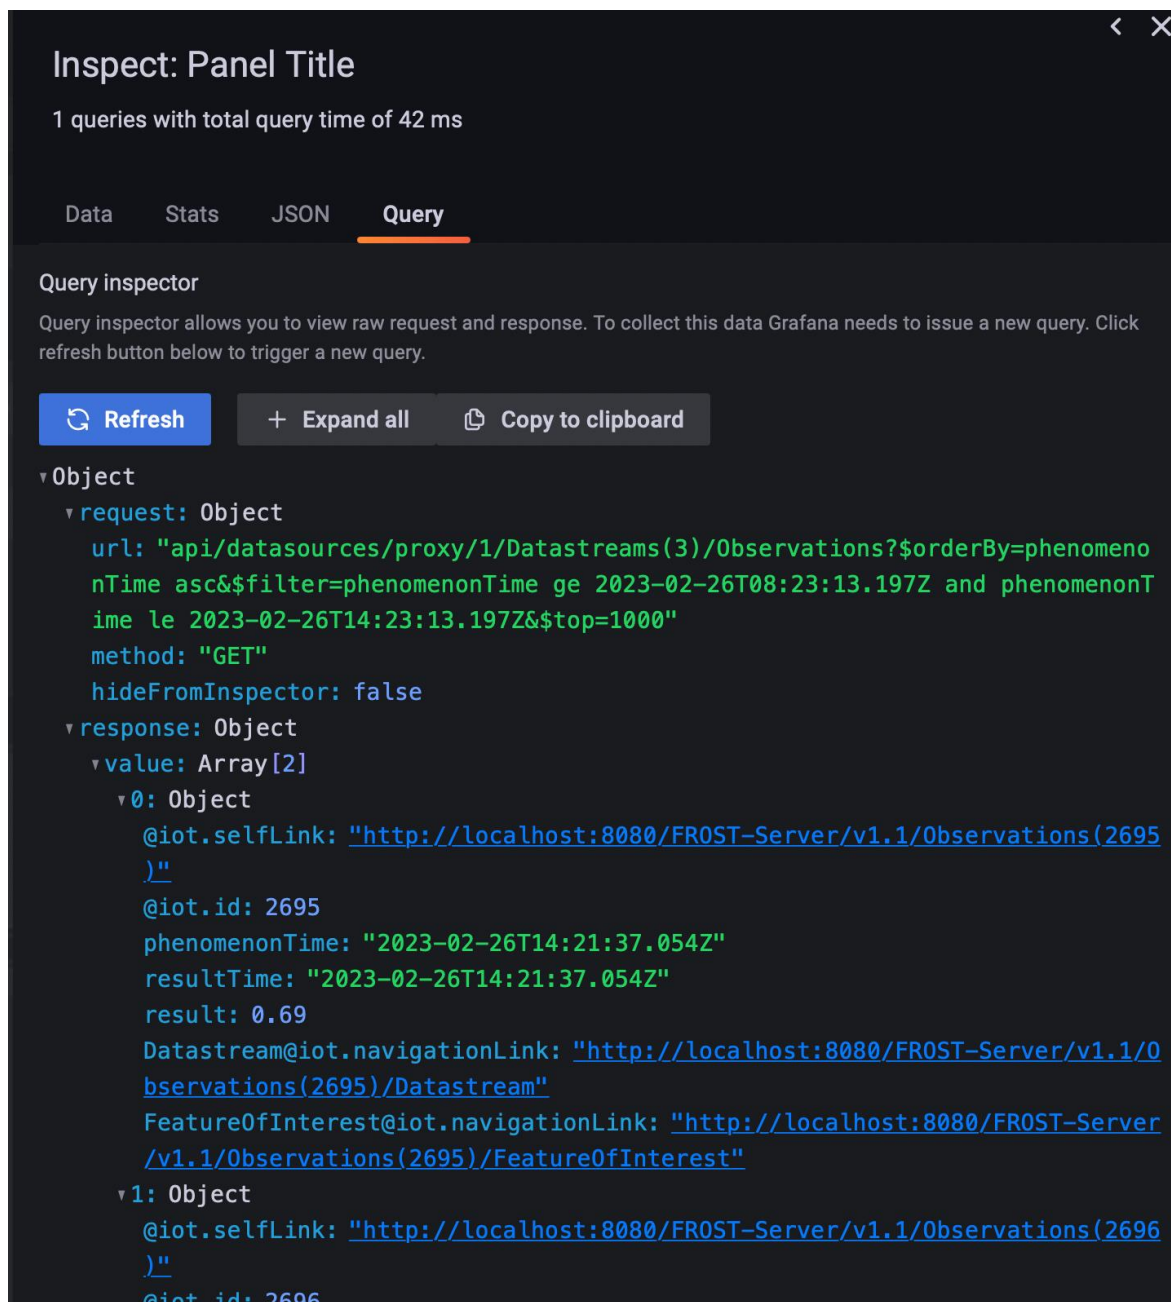 Inspect: Panel Title
1 queries with total query time of 42 ms
Data Stats JSON Query
Query inspector
Query inspector allows you to view raw request and response. To collect this data Grafana needs to issue a new query. Click
refresh button below to trigger a new query.
Refresh + Expand all Copy to clipboard
Object
request: Object
url: "api/datasources/proxy/1/Datastreams(3)/Observations?$orderBy=phenomeno
nTime asc&$filter=phenomenonTime ge 2023-02-26T08:23:13.197Z and phenomenonT
ime le 2023-02-26T14:23:13.197Z&$top=1000"
method: "GET"
hideFromInspector: false
response: Object
value: Array[2]
0: Object
@iot.selfLink: "http://localhost:8080/FROST-Server/v1.1/Observations(2695
)"
@iot.id: 2695
phenomenonTime: "2023-02-26T14:21:37.054Z"
resultTime: "2023-02-26T14:21:37.054Z"
result: 0.69
Datastream@iot.navigationLink: "http://localhost:8080/FROST-Server/v1.1/O
bservations(2695)/Datastream"
FeatureOfInterest@iot.navigationLink: "http://localhost:8080/FROST-Server
/v1.1/Observations(2695)/FeatureOfInterest"
1: Object
@iot.selfLink: "http://localhost:8080/FROST-Server/v1.1/Observations(2696
)"
@iot.id: 2696